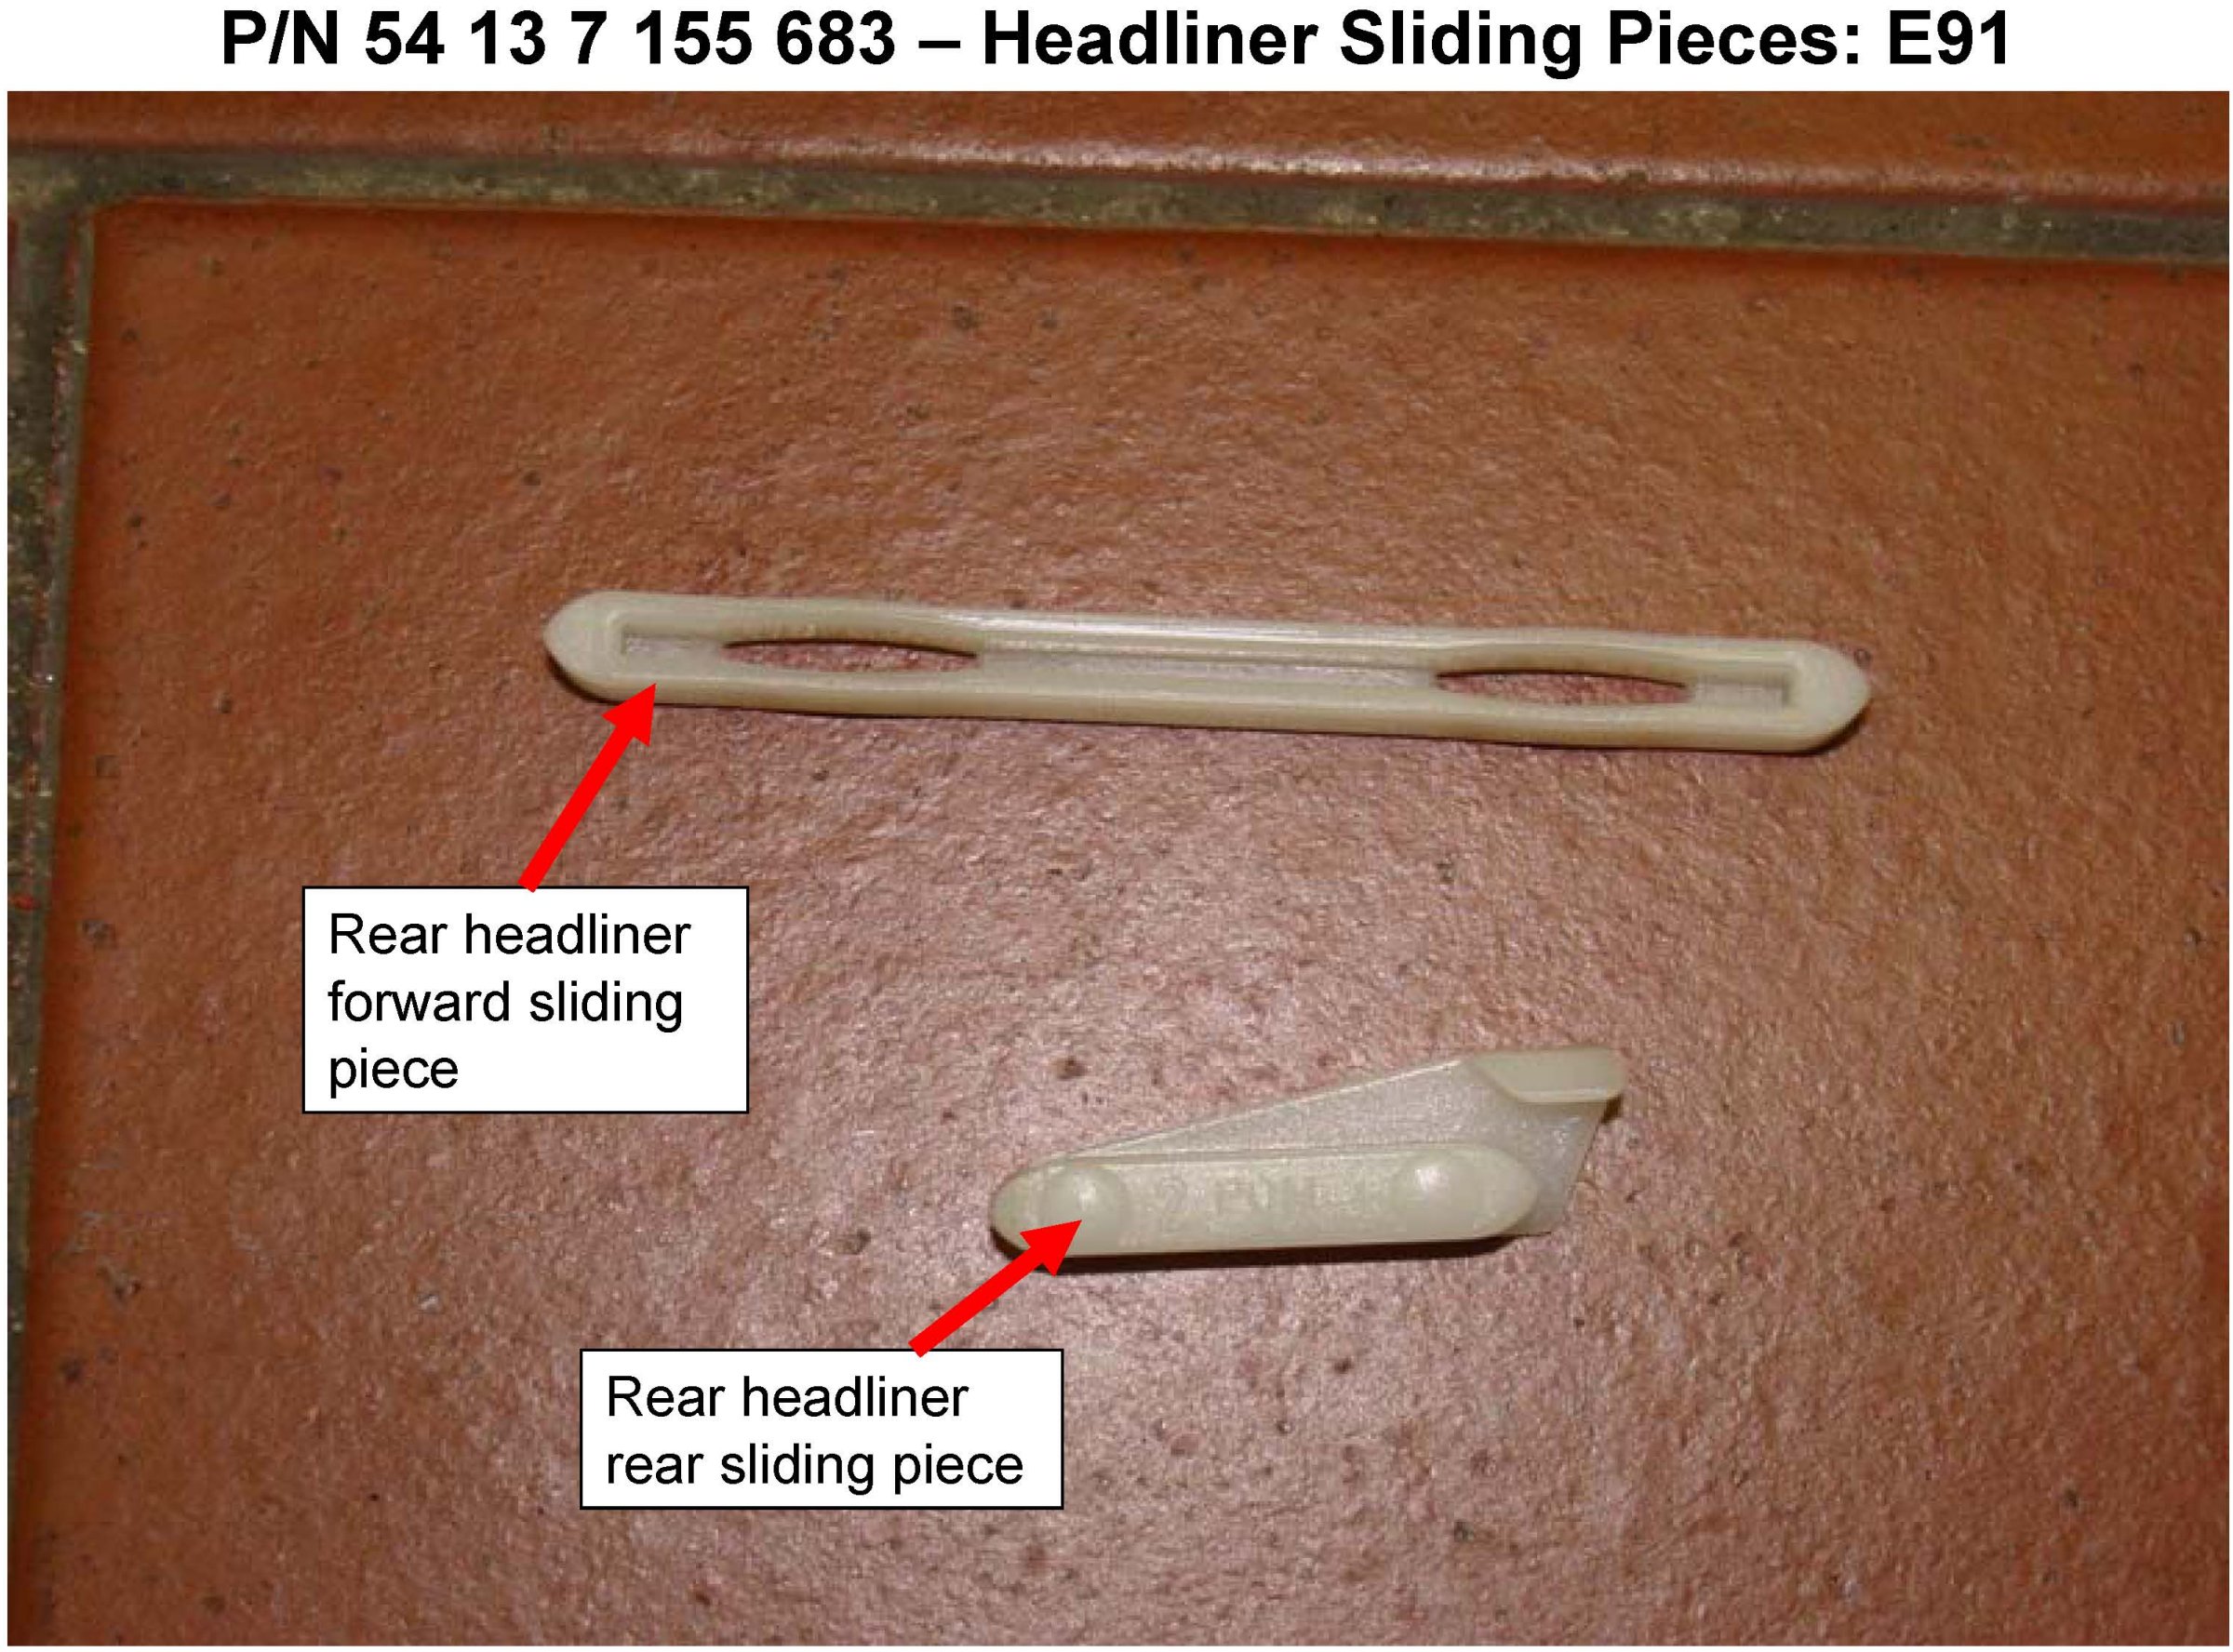 P/N 54 13 7 155 683 – Headliner Sliding Pieces: E91
Rear headliner
forward sliding
piece
Rear headliner
rear sliding piece